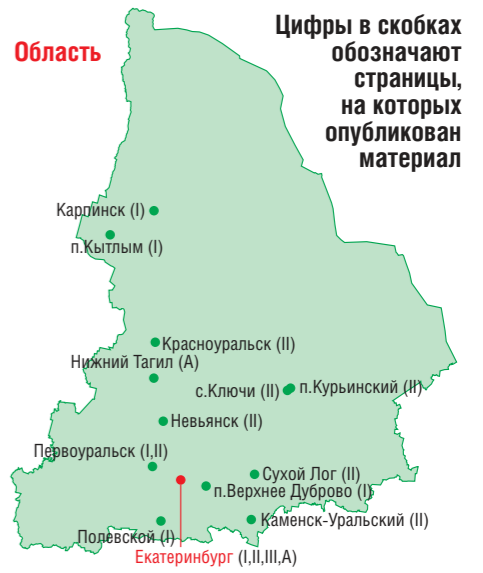 Область
Цифры в скобках
обозначают
страницы,
на которых
опубликован
материал
Карпинск (I)
п.Кытлым (I)
Красноуральск (II)
Нижний Тагил (А)
с.Ключи (II)
п.Курьинский (II)
Невьянск (II)
Первоуральск (I,II)
Сухой Лог (II)
п.Верхнее Дуброво (I)
Полевской (I)
Каменск-Уральский (II)
Екатеринбург (I,II,III,А)